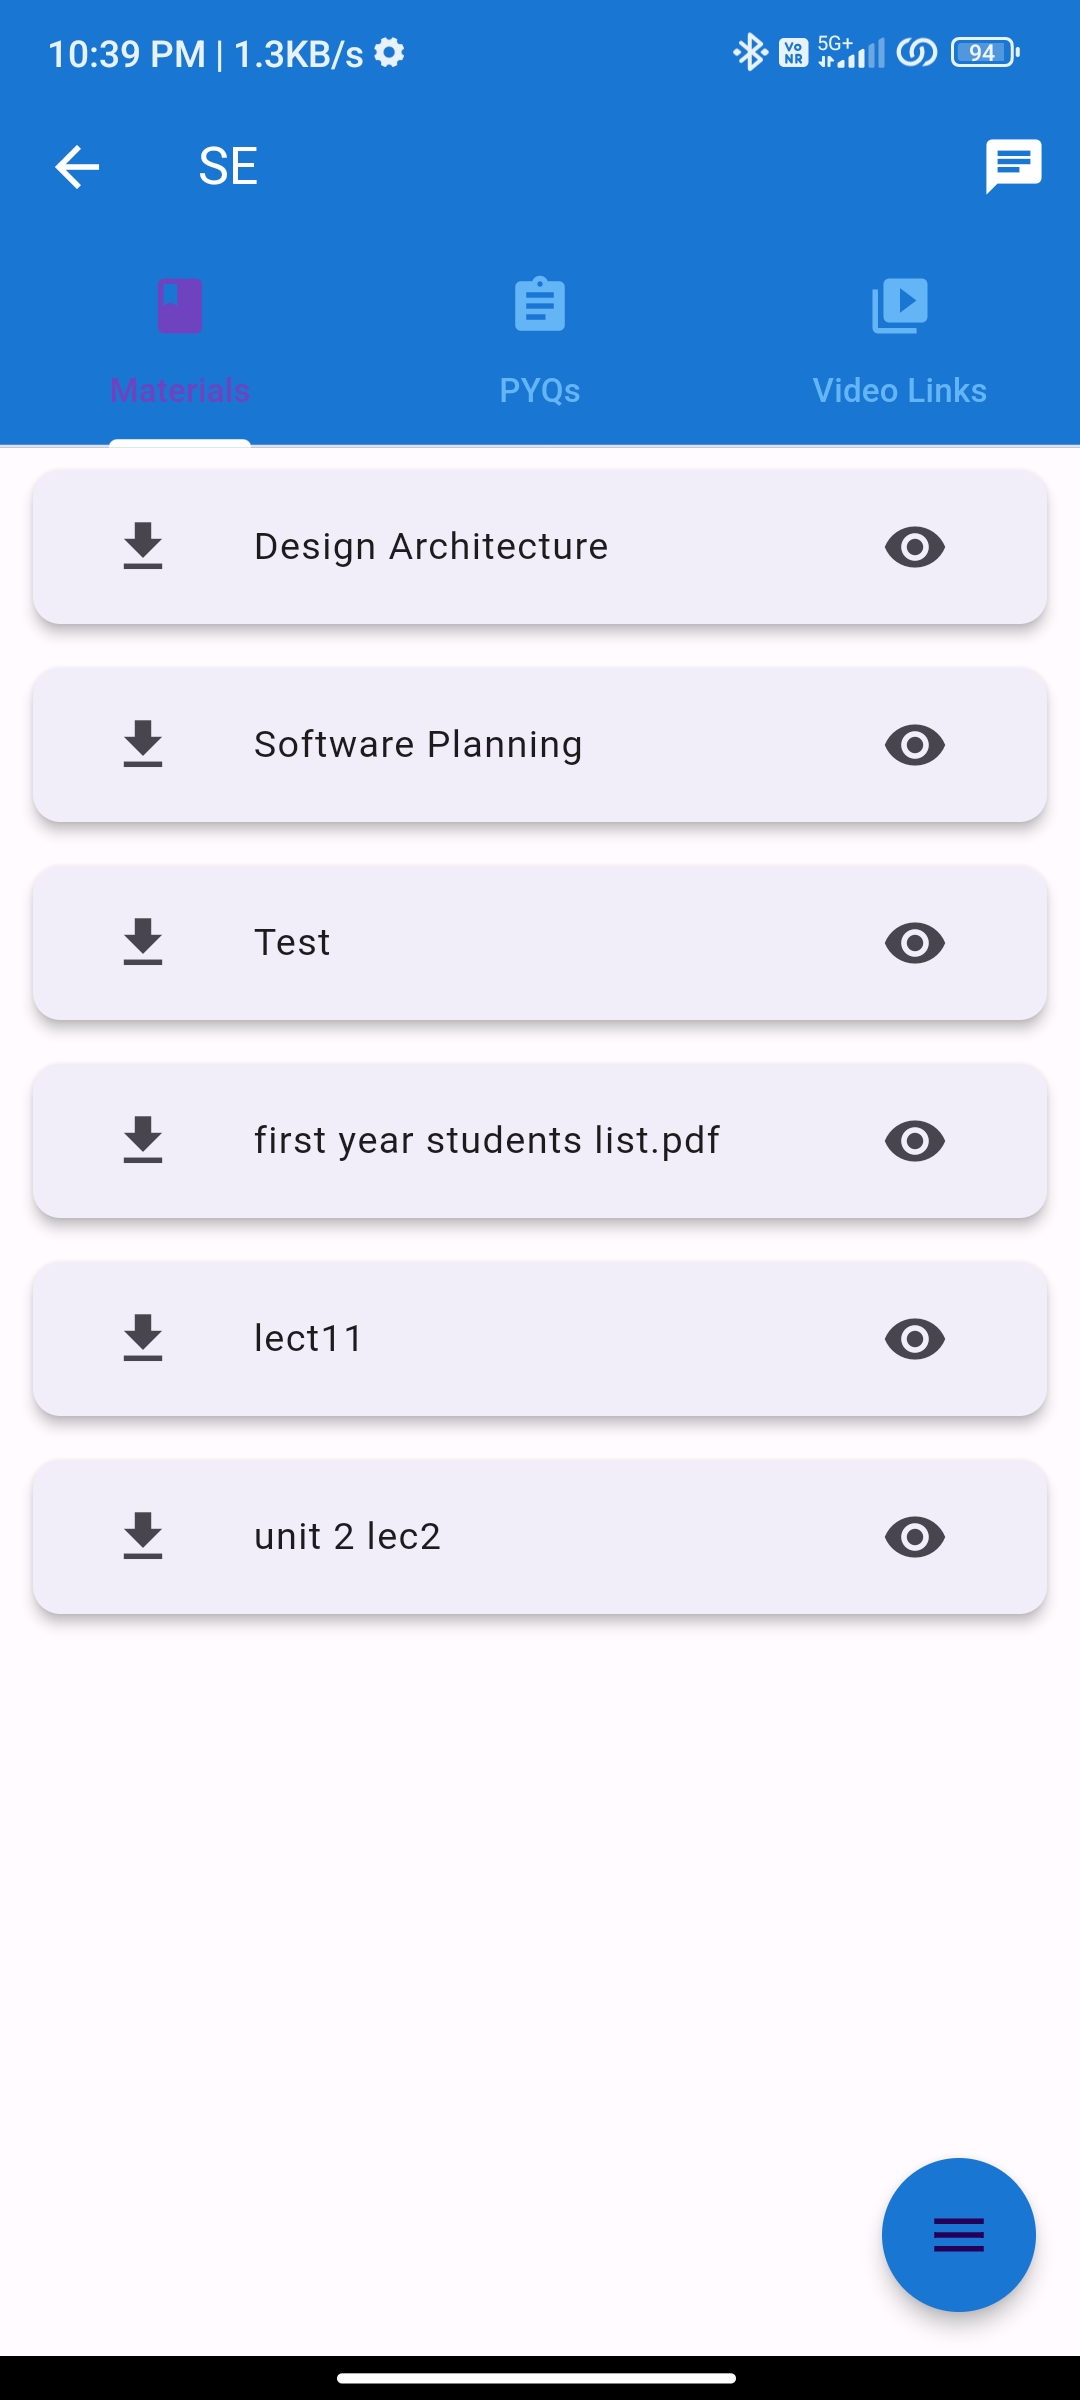 10:39 PM | 1.3KB/s
Vo NR 5G+ 94
SE
Materials PYQs Video Links
Design Architecture
Software Planning
Test
first year students list.pdf
lect11
unit 2 lec2